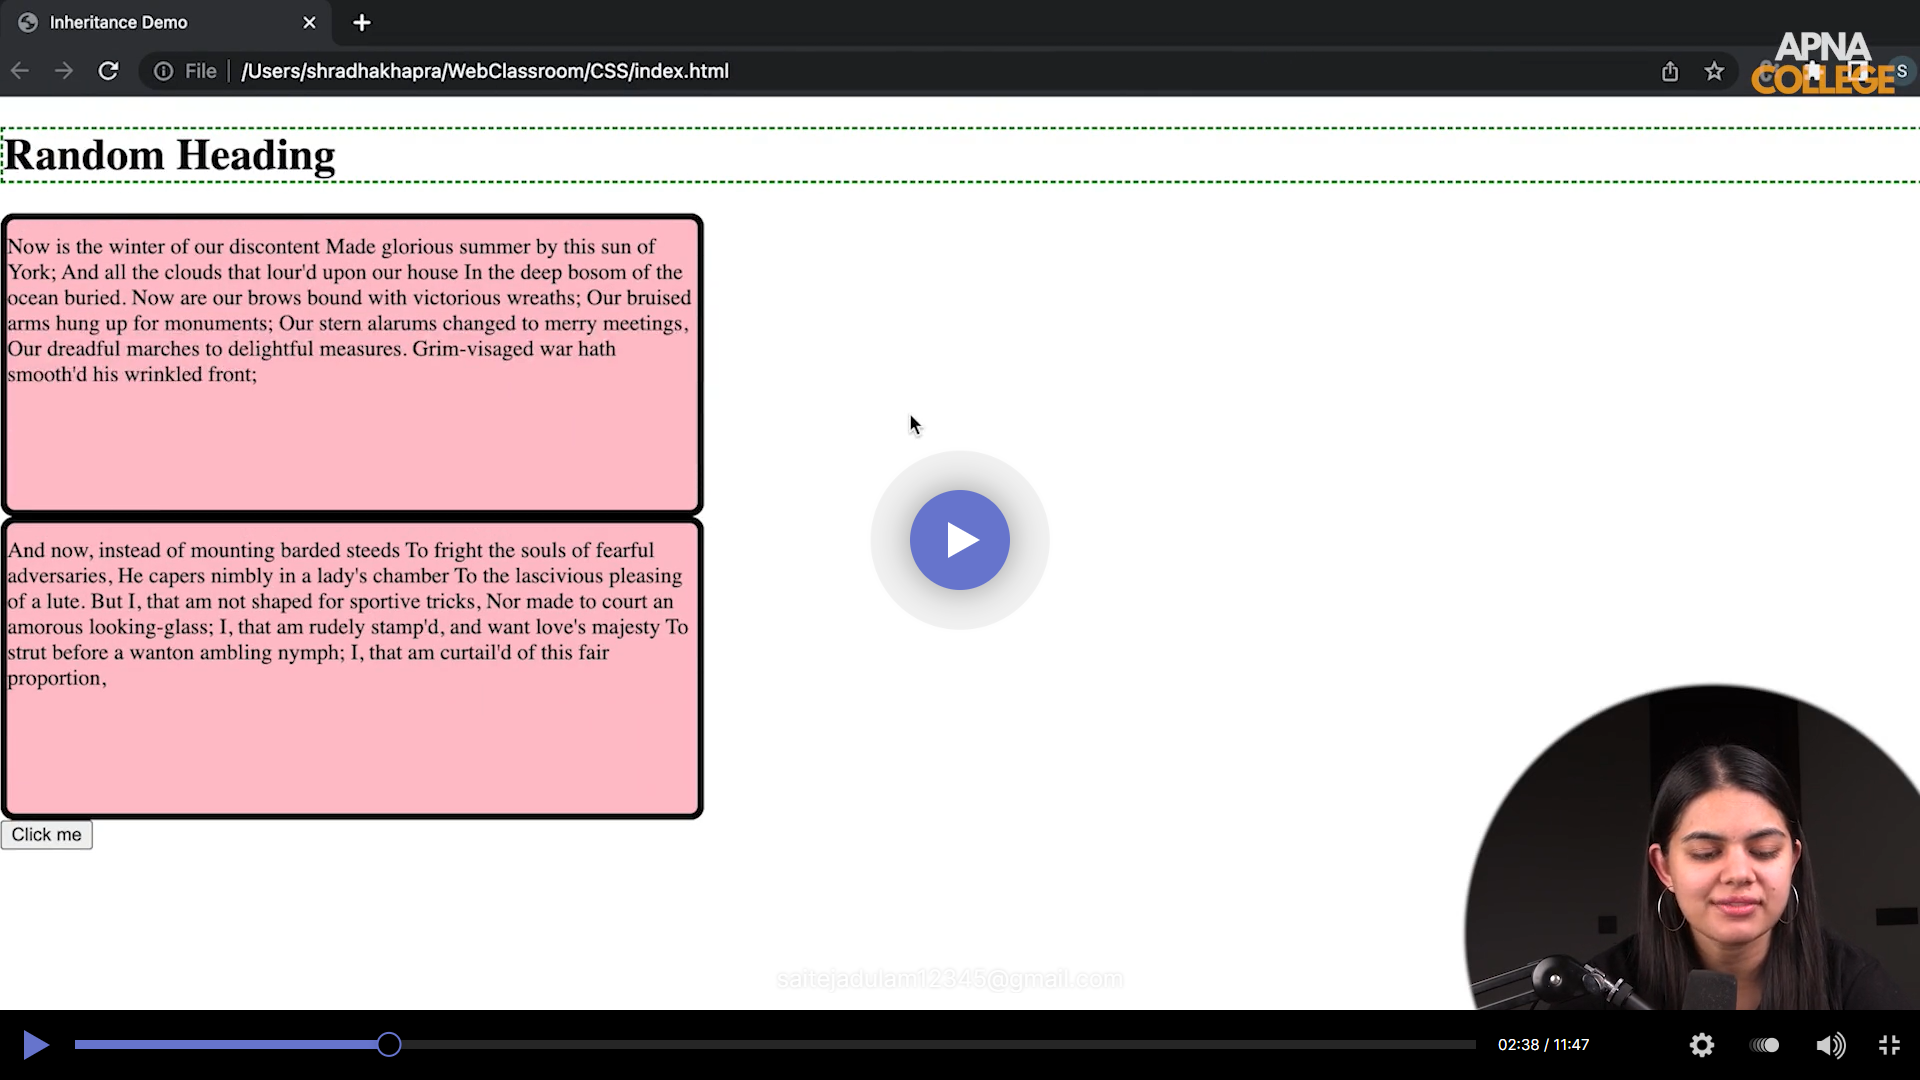 Inheritance Demo
APNA
COLLEGE
File
/Users/shradhakhapra/WebClassroom/CSS/index.html
S
Random Heading
Now is the winter of our discontent Made glorious summer by this sun of
York; And all the clouds that lour'd upon our house In the deep bosom of the
ocean buried. Now are our brows bound with victorious wreaths; Our bruised
arms hung up for monuments; Our stern alarums changed to merry meetings,
Our dreadful marches to delightful measures. Grim-visaged war hath
smooth'd his wrinkled front;
And now, instead of mounting barded steeds To fright the souls of fearful
adversaries, He capers nimbly in a lady's chamber To the lascivious pleasing
of a lute. But I, that am not shaped for sportive tricks, Nor made to court an
amorous looking-glass; I, that am rudely stamp'd, and want love's majesty To
strut before a wanton ambling nymph; I, that am curtail'd of this fair
proportion,
Click me
saitejadulam12345@gmail.com
02:38 / 11:47